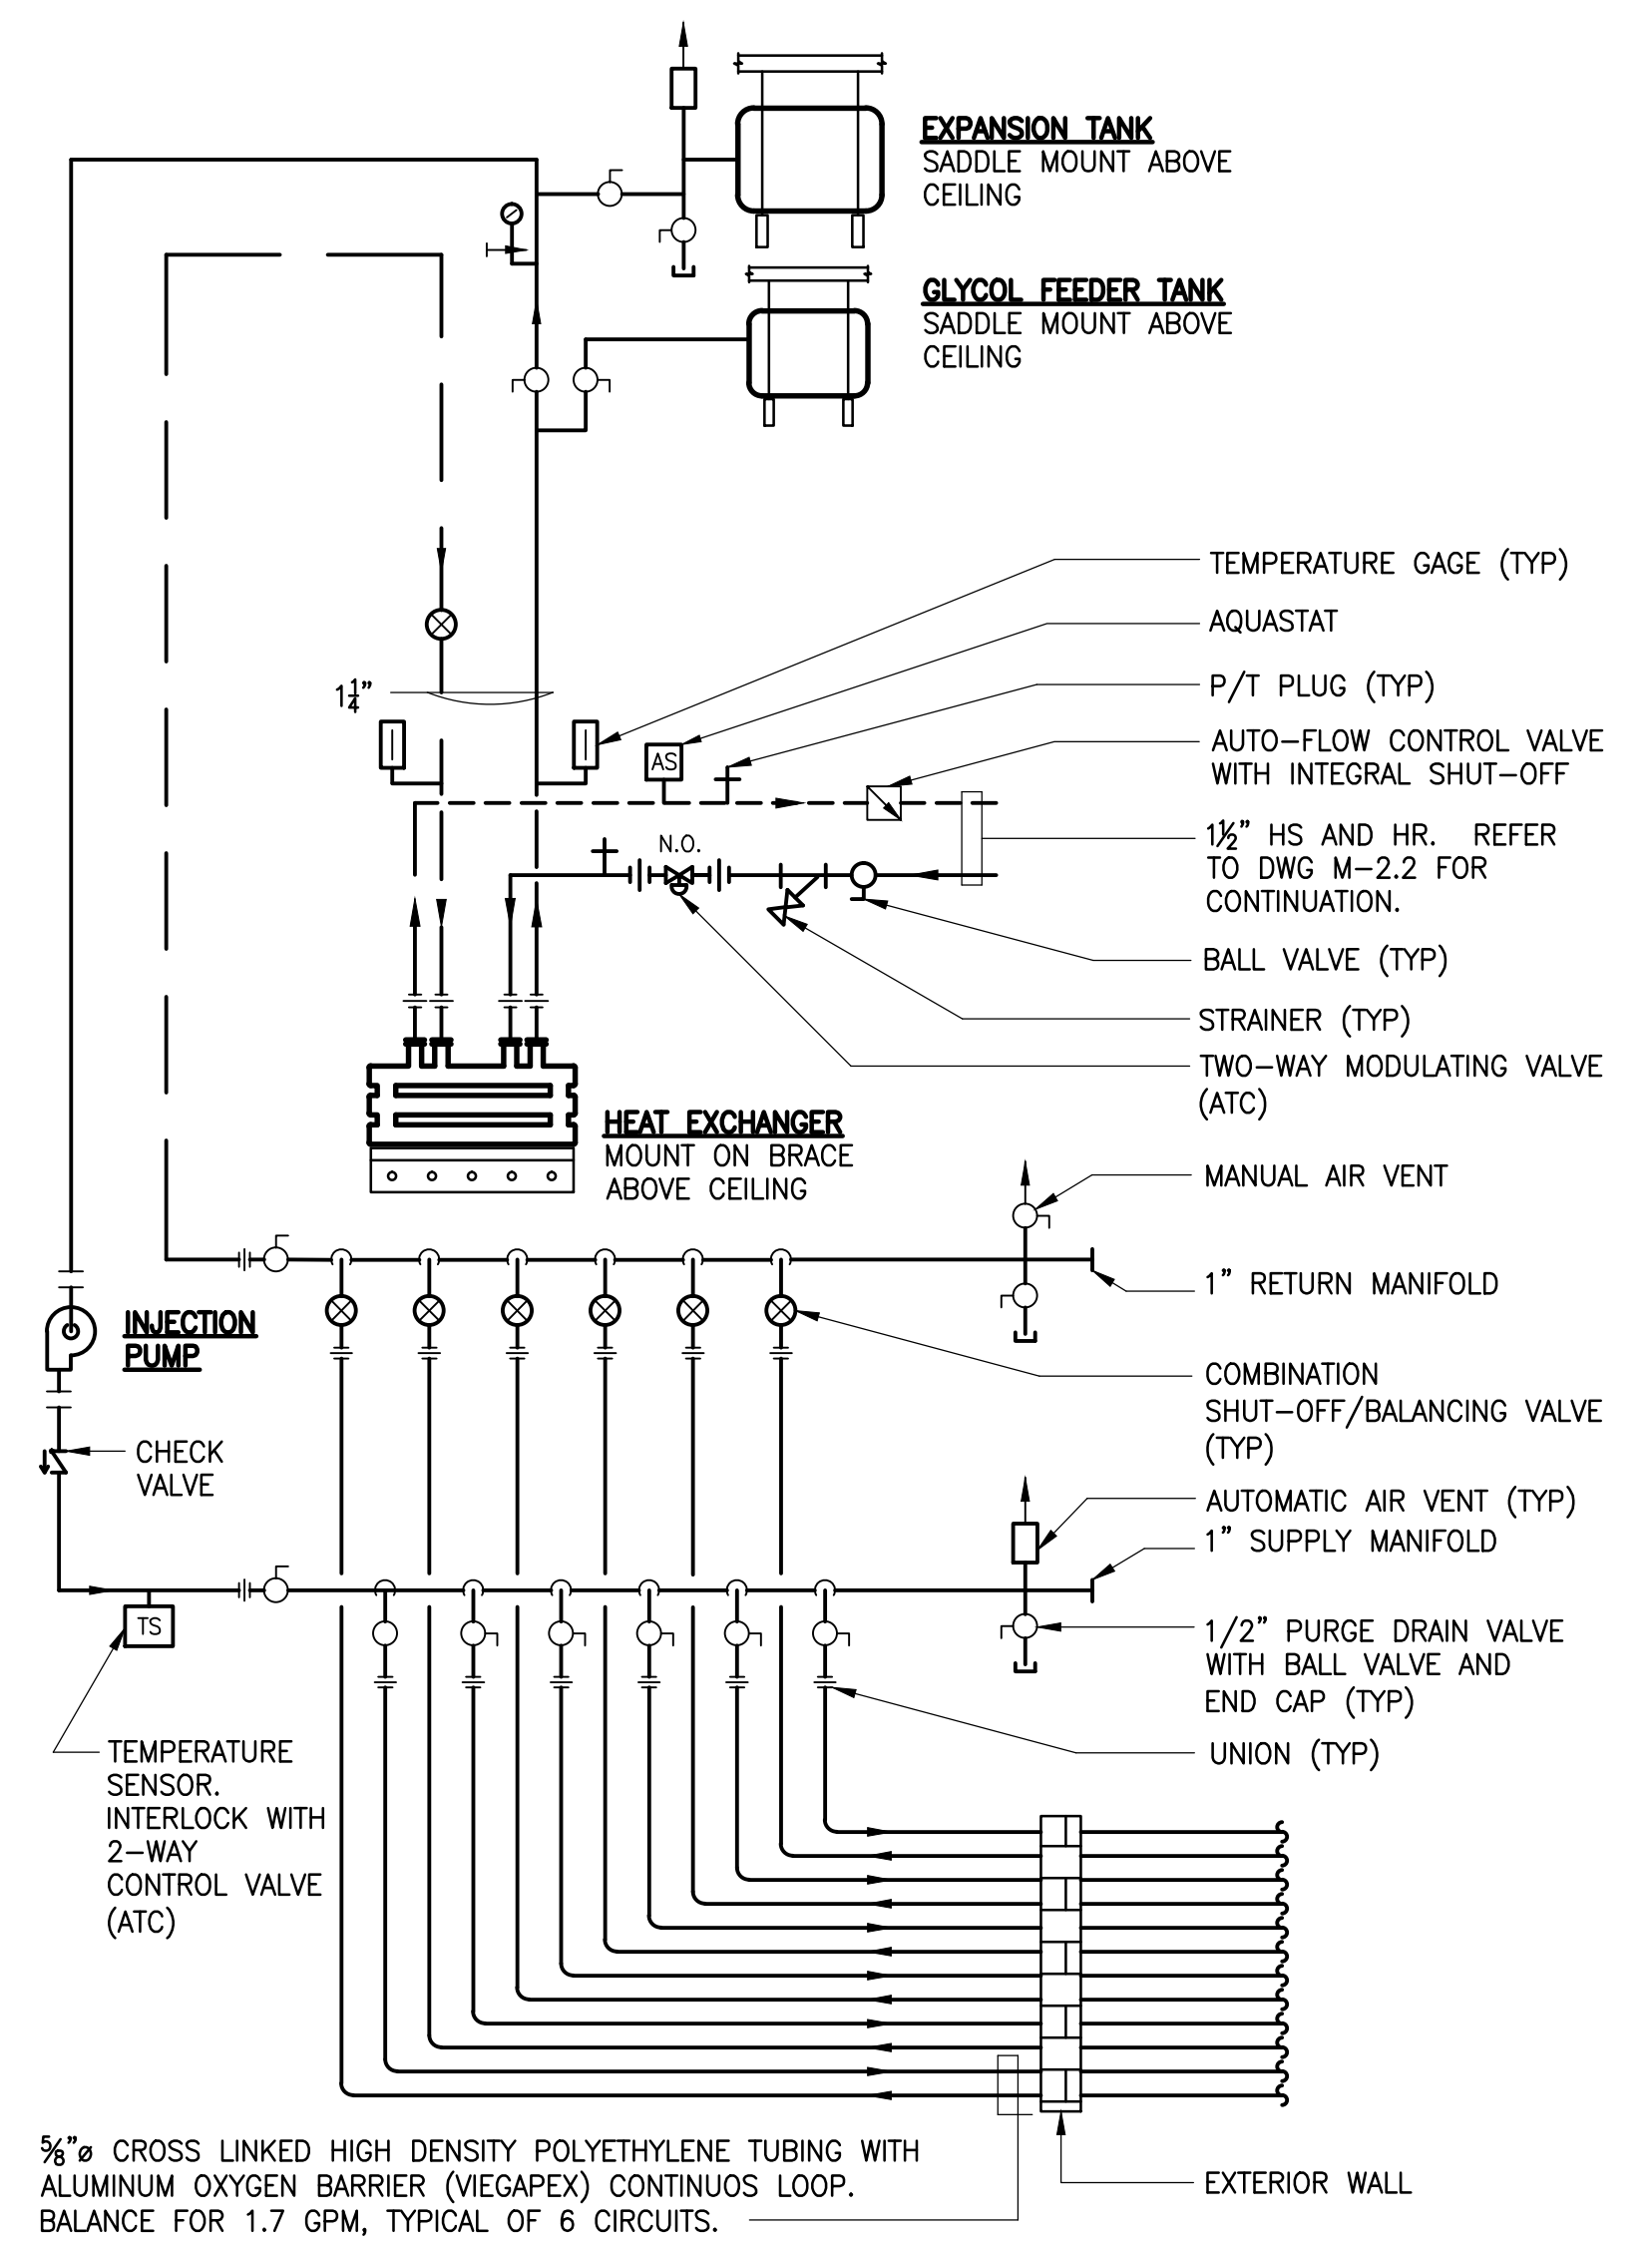 EXPANSION TANK
SADDLE MOUNT ABOVE
CEILING
GLYCOL FEEDER TANK
SADDLE MOUNT ABOVE
CEILING
TEMPERATURE GAGE (TYP)
AQUASTAT
1¼"
P/T PLUG (TYP)
AUTO-FLOW CONTROL VALVE
WITH INTEGRAL SHUT-OFF
AS
N.O.
1½" HS AND HR. REFER
TO DWG M-2.2 FOR
CONTINUATION.
BALL VALVE (TYP)
STRAINER (TYP)
TWO-WAY MODULATING VALVE
(ATC)
HEAT EXCHANGER
MOUNT ON BRACE
ABOVE CEILING
MANUAL AIR VENT
1" RETURN MANIFOLD
INJECTION
PUMP
COMBINATION
SHUT-OFF/BALANCING VALVE
(TYP)
CHECK
VALVE
AUTOMATIC AIR VENT (TYP)
1" SUPPLY MANIFOLD
TS
1/2" PURGE DRAIN VALVE
WITH BALL VALVE AND
END CAP (TYP)
UNION (TYP)
TEMPERATURE
SENSOR.
INTERLOCK WITH
2-WAY
CONTROL VALVE
(ATC)
⅝"ø CROSS LINKED HIGH DENSITY POLYETHYLENE TUBING WITH
ALUMINUM OXYGEN BARRIER (VIEGAPEX) CONTINUOS LOOP.
BALANCE FOR 1.7 GPM, TYPICAL OF 6 CIRCUITS.
EXTERIOR WALL